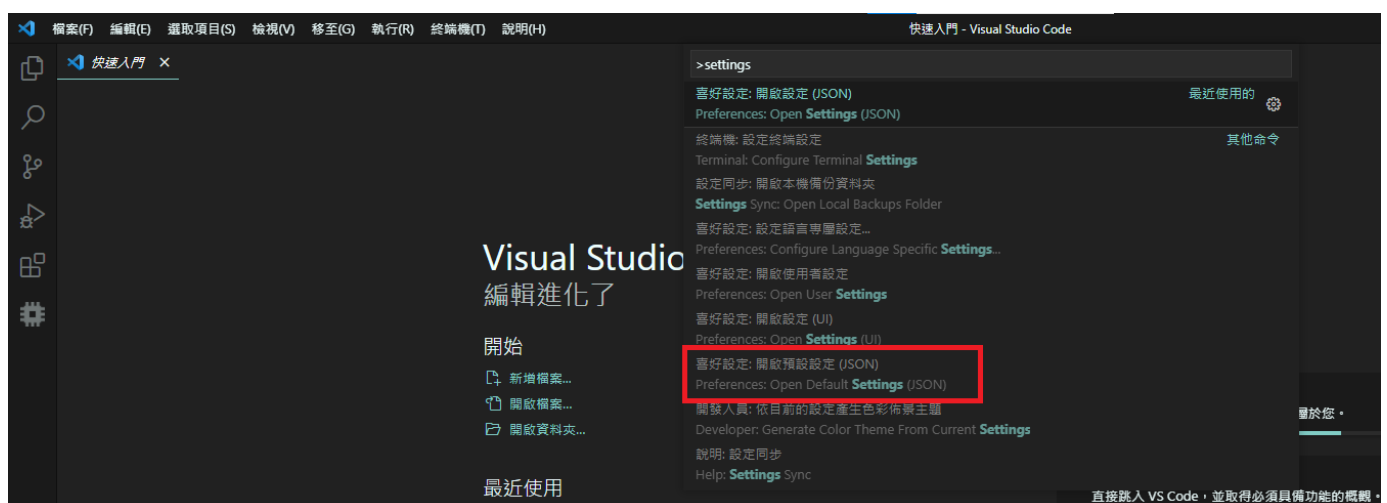 檔案(F) 編輯(E) 選取項目(S) 檢視(V) 移至(G) 執行(R) 終端機(T) 說明(H) 快速入門 - Visual Studio Code
快速入門
>settings
喜好設定: 開啟設定 (JSON) 最近使用的
Preferences: Open Settings (JSON)
終端機: 設定終端設定 其他命令
Terminal: Configure Terminal Settings
設定同步: 開啟本機備份資料夾
Settings Sync: Open Local Backups Folder
喜好設定: 設定語言專屬設定...
Preferences: Configure Language Specific Settings...
喜好設定: 開啟使用者設定
Preferences: Open User Settings
喜好設定: 開啟設定 (UI)
Preferences: Open Settings (UI)
喜好設定: 開啟預設設定 (JSON)
Preferences: Open Default Settings (JSON)
開發人員: 依目前的設定產生色彩佈景主題
Developer: Generate Color Theme From Current Settings
說明: 設定同步
Help: Settings Sync
Visual Studio
編輯進化了
開始
新增檔案...
開啟檔案...
開啟資料夾...
最近使用
屬於您。
直接跳入 VS Code，並取得必須具備功能的概觀。